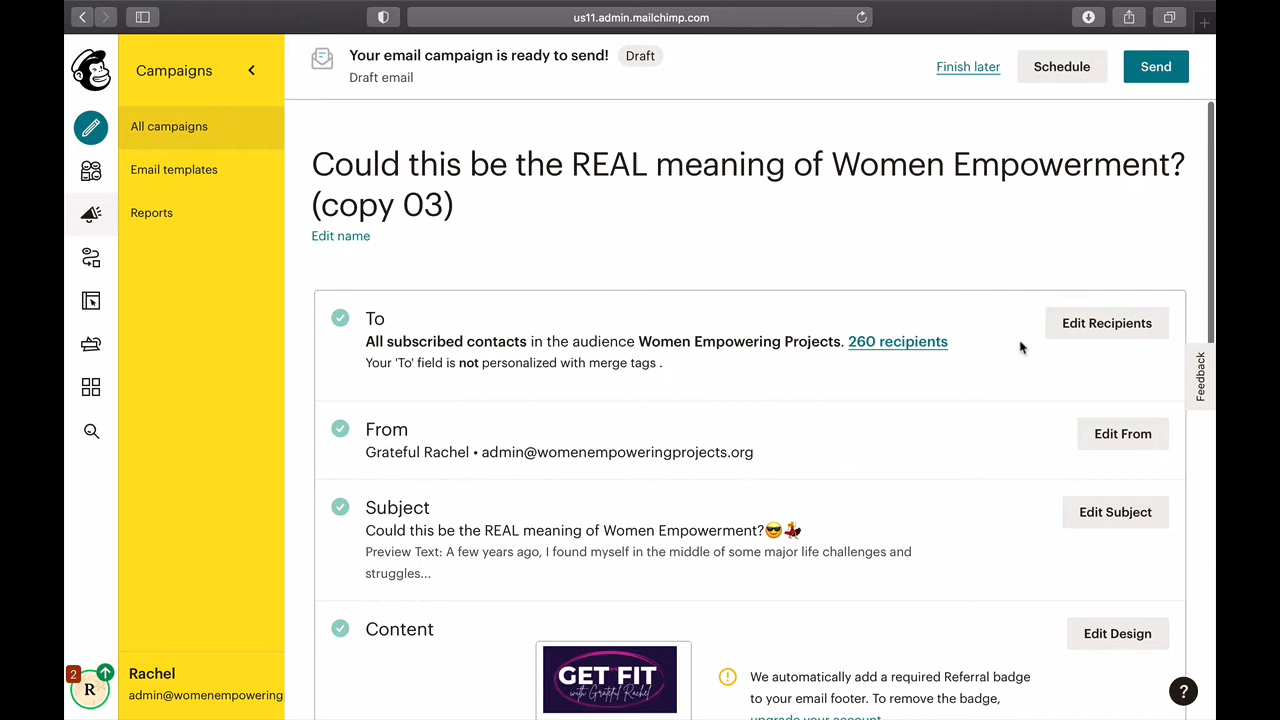 us11.admin.mailchimp.com
Campaigns
All campaigns
Email templates
Reports
2
R
Rachel
admin@womenempowering
Your email campaign is ready to send! Draft
Draft email
Finish later
Schedule
Send
Could this be the REAL meaning of Women Empowerment?
(copy 03)
Edit name
To
All subscribed contacts in the audience Women Empowering Projects. 260 recipients
Your 'To' field is not personalized with merge tags .
Edit Recipients
From
Grateful Rachel • admin@womenempoweringprojects.org
Edit From
Subject
Could this be the REAL meaning of Women Empowerment?😎💃
Preview Text: A few years ago, I found myself in the middle of some major life challenges and
struggles...
Edit Subject
Content
Edit Design
GET FIT
with Grateful Rachel
We automatically add a required Referral badge
to your email footer. To remove the badge,
upgrade your account
Feedback
?